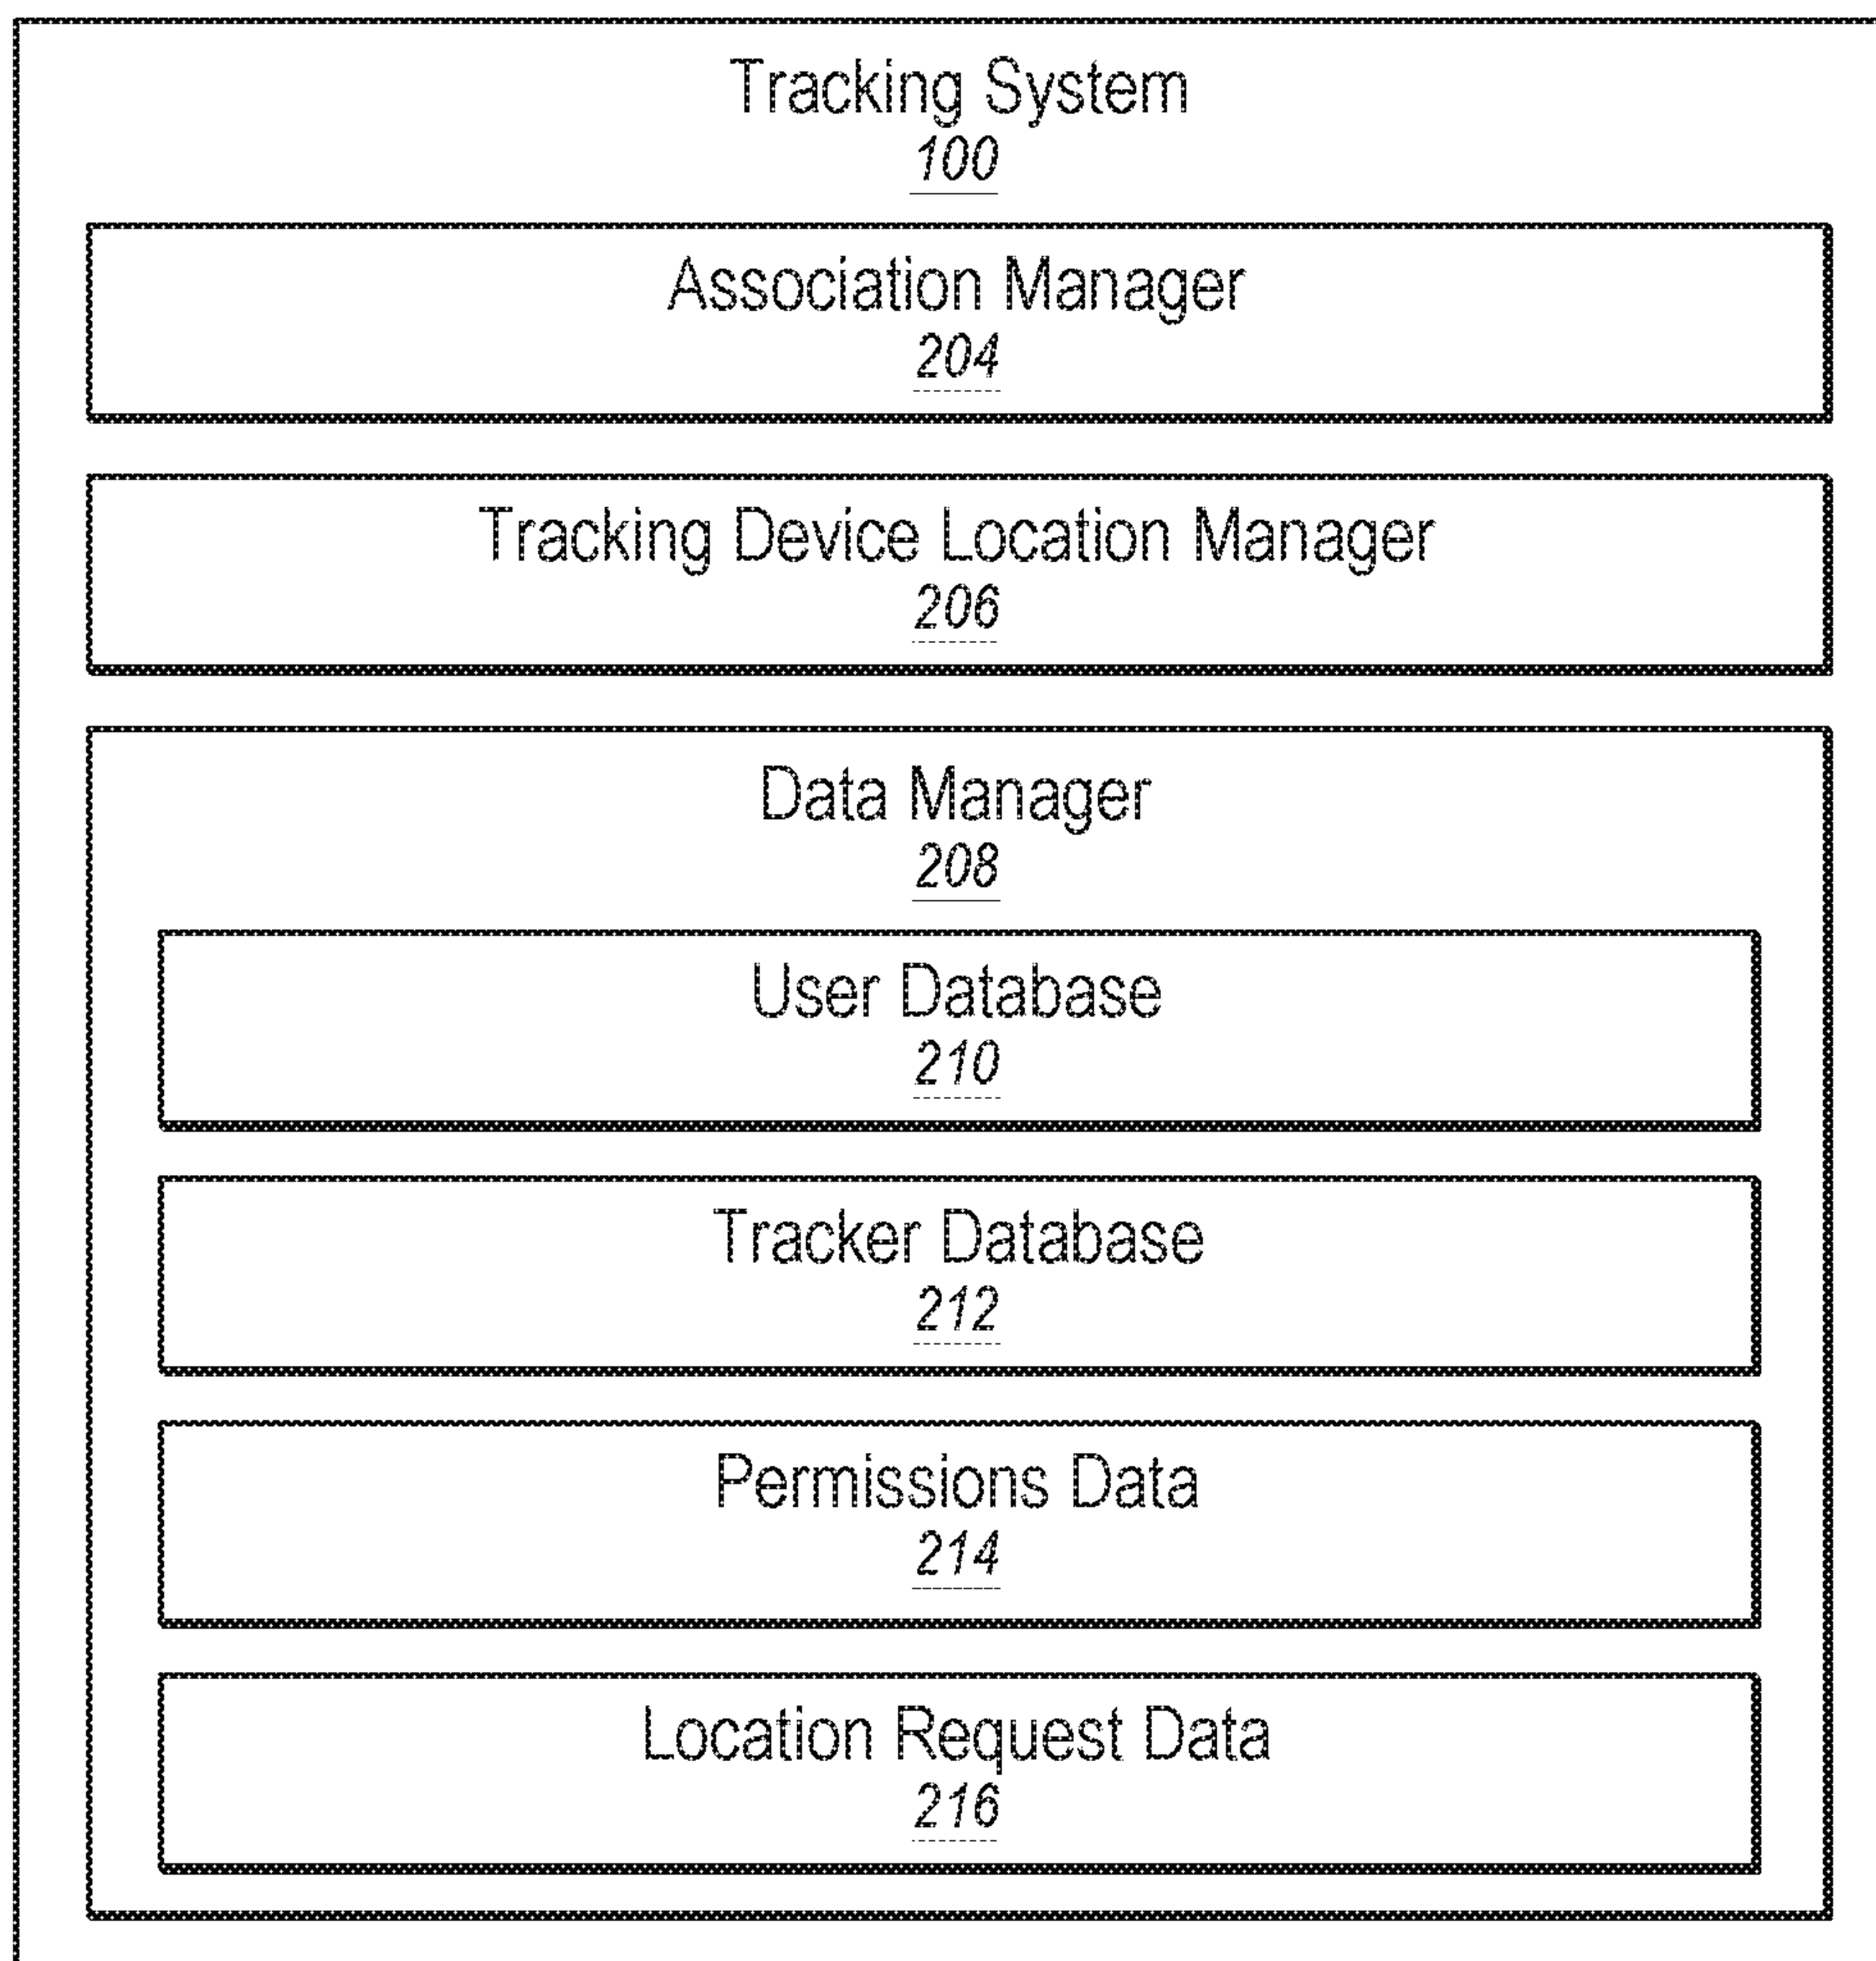 Tracking System
100
Association Manager
204
Tracking Device Location Manager
206
Data Manager
208
User Database
210
Tracker Database
212
Permissions Data
214
Location Request Data
216